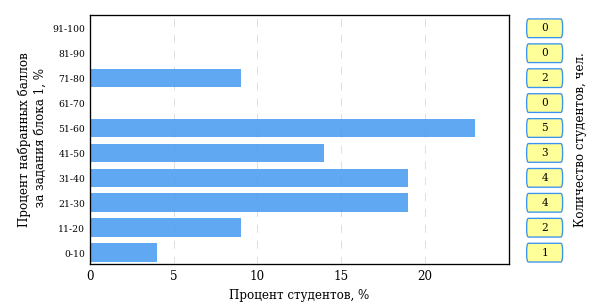 Процент набранных баллов
за задания блока 1, %
91-100 0
81-90 0
71-80 2
61-70 0
51-60 5
41-50 3
31-40 4
21-30 4
11-20 2
0-10 1
0 5 10 15 20
Процент студентов, %
Количество студентов, чел.